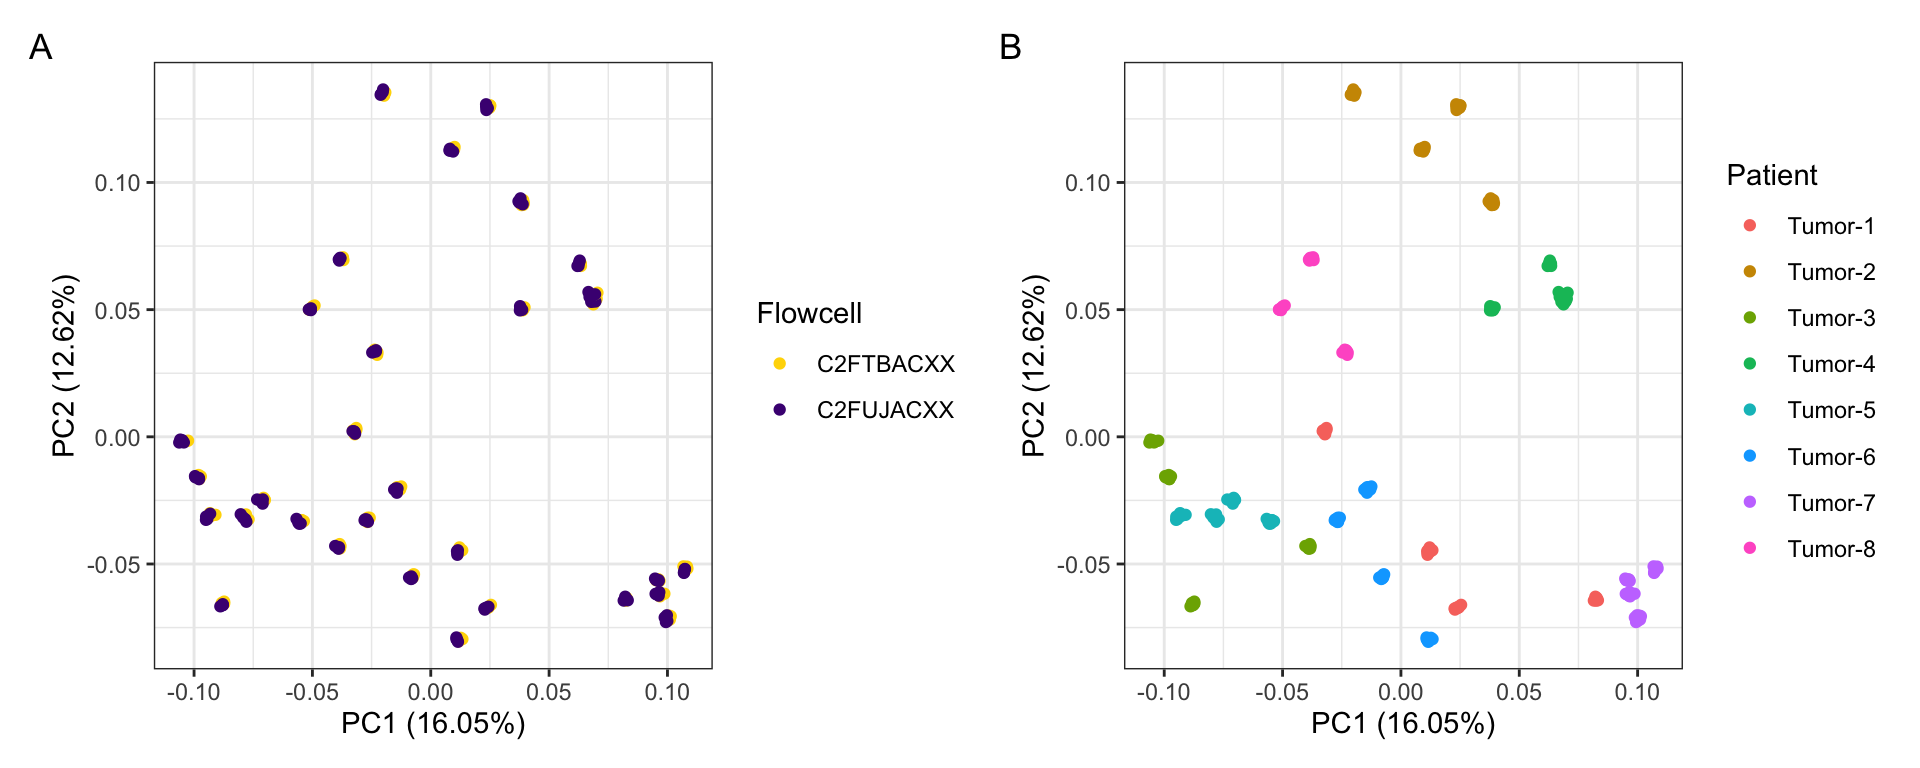 A
0.10
0.05
0.00
-0.05
PC2 (12.62%)
-0.10 -0.05 0.00 0.05 0.10
PC1 (16.05%)
Flowcell
C2FTBACXX
C2FUJACXX
B
0.10
0.05
0.00
-0.05
PC2 (12.62%)
-0.10 -0.05 0.00 0.05 0.10
PC1 (16.05%)
Patient
Tumor-1
Tumor-2
Tumor-3
Tumor-4
Tumor-5
Tumor-6
Tumor-7
Tumor-8